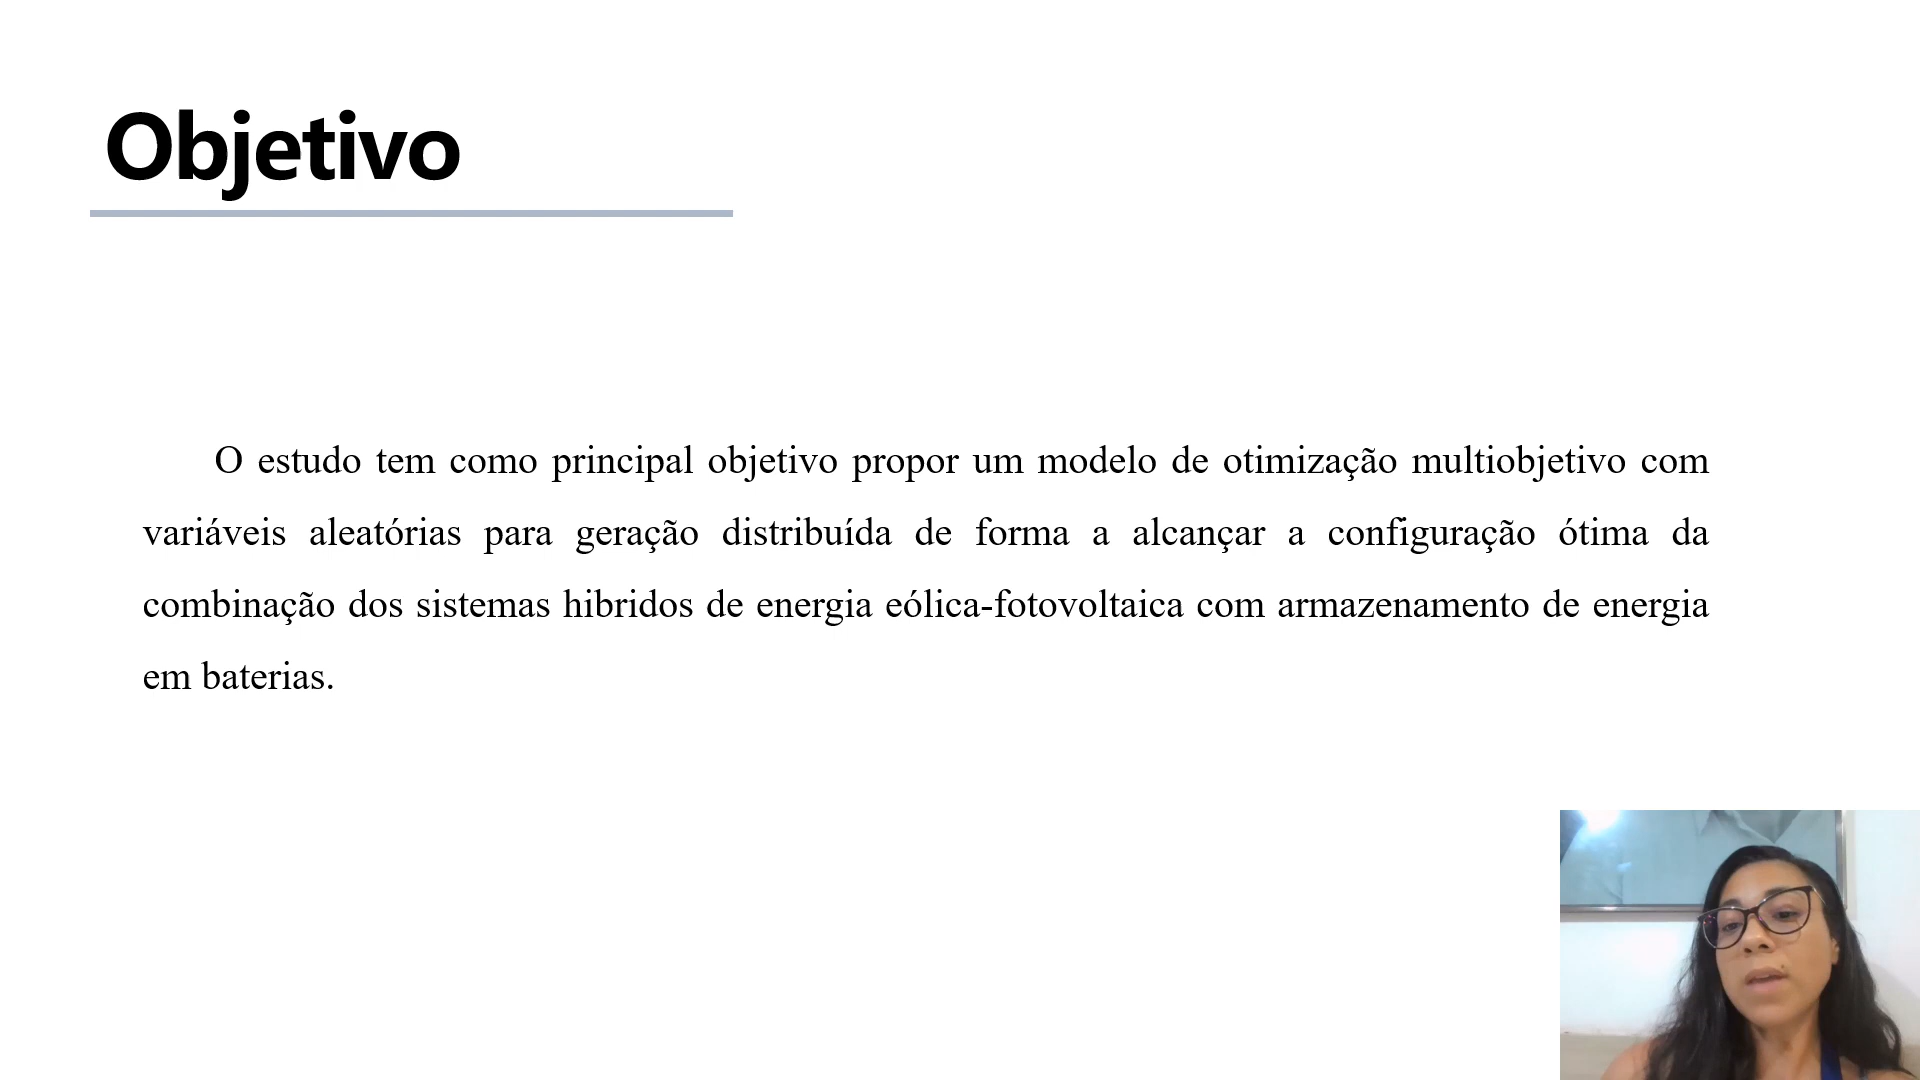 Objetivo
O estudo tem como principal objetivo propor um modelo de otimização multiobjetivo com
variáveis aleatórias para geração distribuída de forma a alcançar a configuração ótima da
combinação dos sistemas hibridos de energia eólica-fotovoltaica com armazenamento de energia
em baterias.